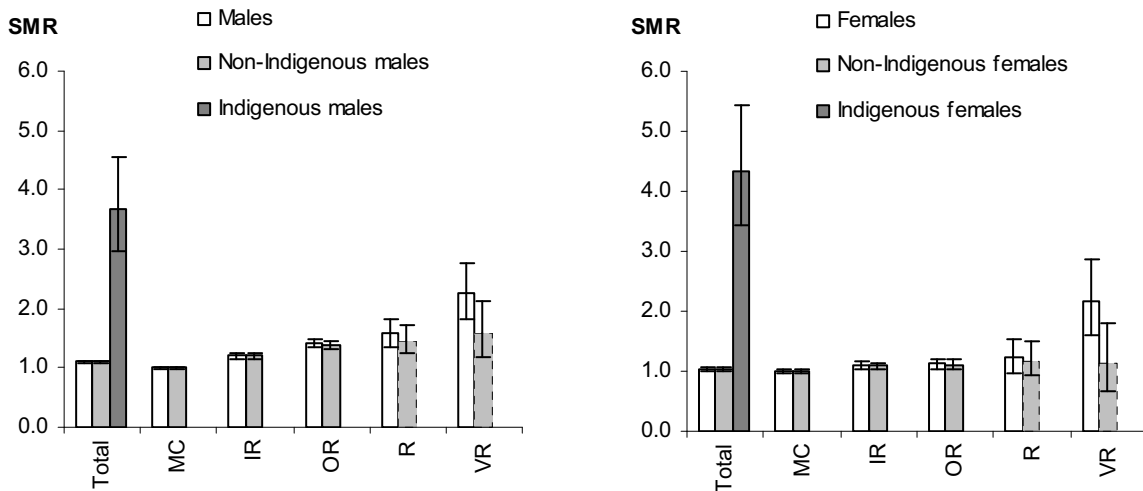 SMR
Males
Non-Indigenous males
Indigenous males
6.0
5.0
4.0
3.0
2.0
1.0
0.0
Total
MC
IR
OR
R
VR
SMR
Females
Non-Indigenous females
Indigenous females
6.0
5.0
4.0
3.0
2.0
1.0
0.0
Total
MC
IR
OR
R
VR